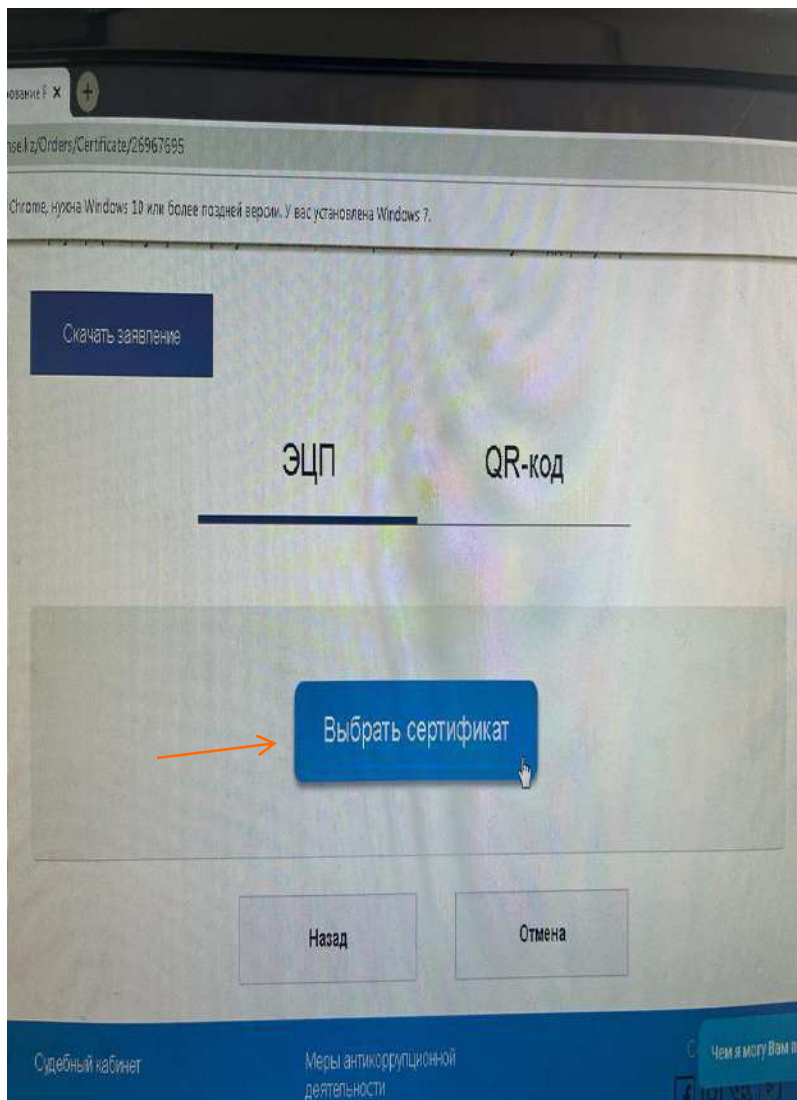 ование F
nse.kz/Orders/Certificate/26967695
Chrome, нужна Windows 10 или более поздней версии. У вас установлена Windows 7.
Скачать заявление
ЭЦП QR-код
Выбрать сертификат
Назад Отмена
Судебный кабинет Меры антикоррупционной
деятельности
Чем я могу Вам п